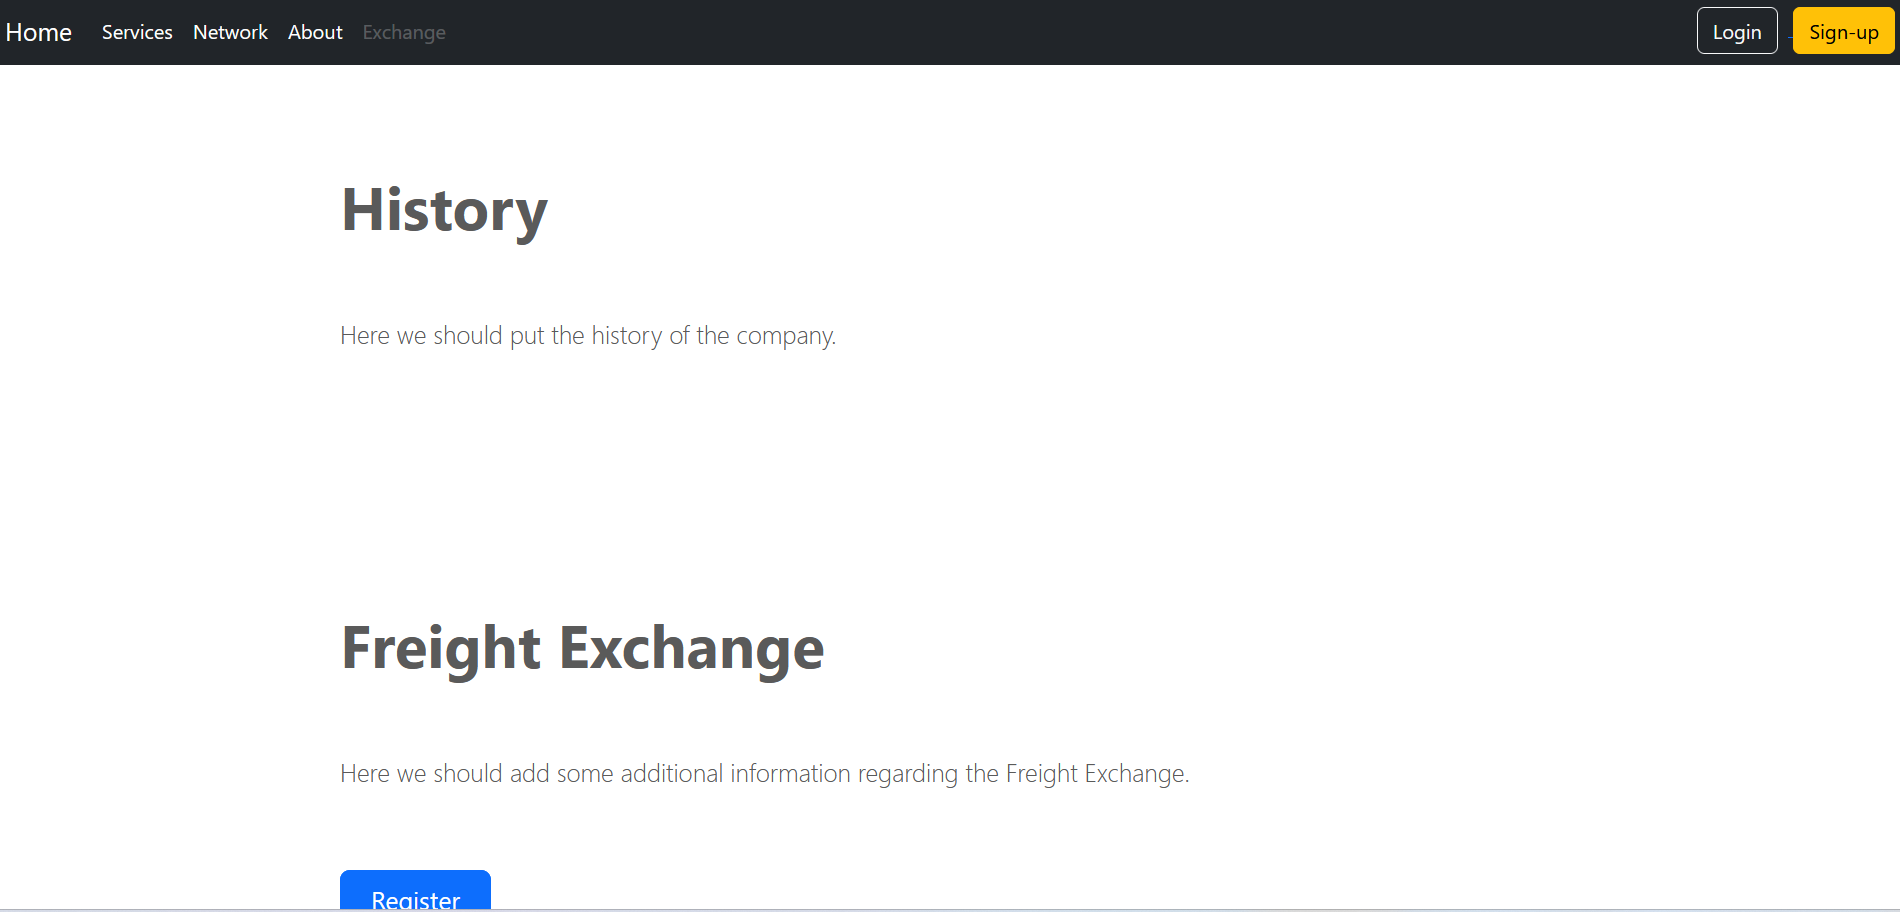 Home Services Network About Exchange Login Sign-up
History
Here we should put the history of the company.
Freight Exchange
Here we should add some additional information regarding the Freight Exchange.
Register